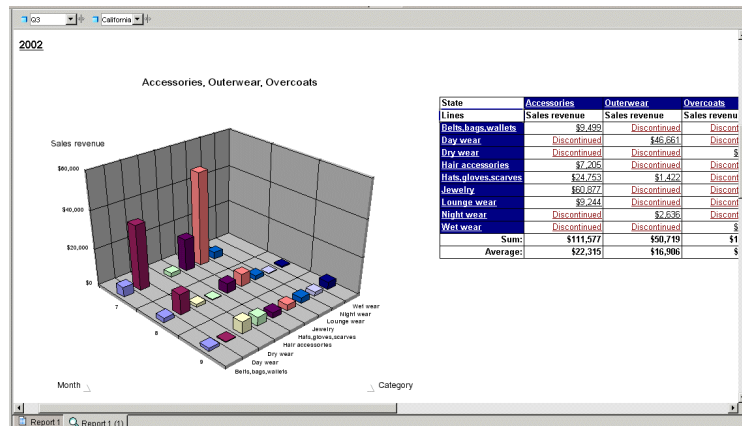 Q3 California
2002
Accessories, Outerwear, Overcoats
Sales revenue
$60,000
$40,000
$20,000
$0
7
8
9
Wet wear
Night wear
Lounge wear
Jewelry
Hats,gloves,scarves
Hair accessories
Dry wear
Day wear
Belts,bags,wallets
Month
Category
State Accessories Outerwear Overcoats
Lines Sales revenue Sales revenue Sales revenu
Belts,bags,wallets $9,499 Discontinued Discont
Day wear Discontinued $46,661 Discont
Dry wear Discontinued Discontinued $
Hair accessories $7,205 Discontinued Discont
Hats,gloves,scarves $24,753 $1,422 Discont
Jewelry $60,877 Discontinued Discont
Lounge wear $9,244 Discontinued Discont
Night wear Discontinued $2,636 Discont
Wet wear Discontinued Discontinued $
Sum: $111,577 $50,719 $1
Average: $22,315 $16,906 $
Report 1 Report 1 (1)